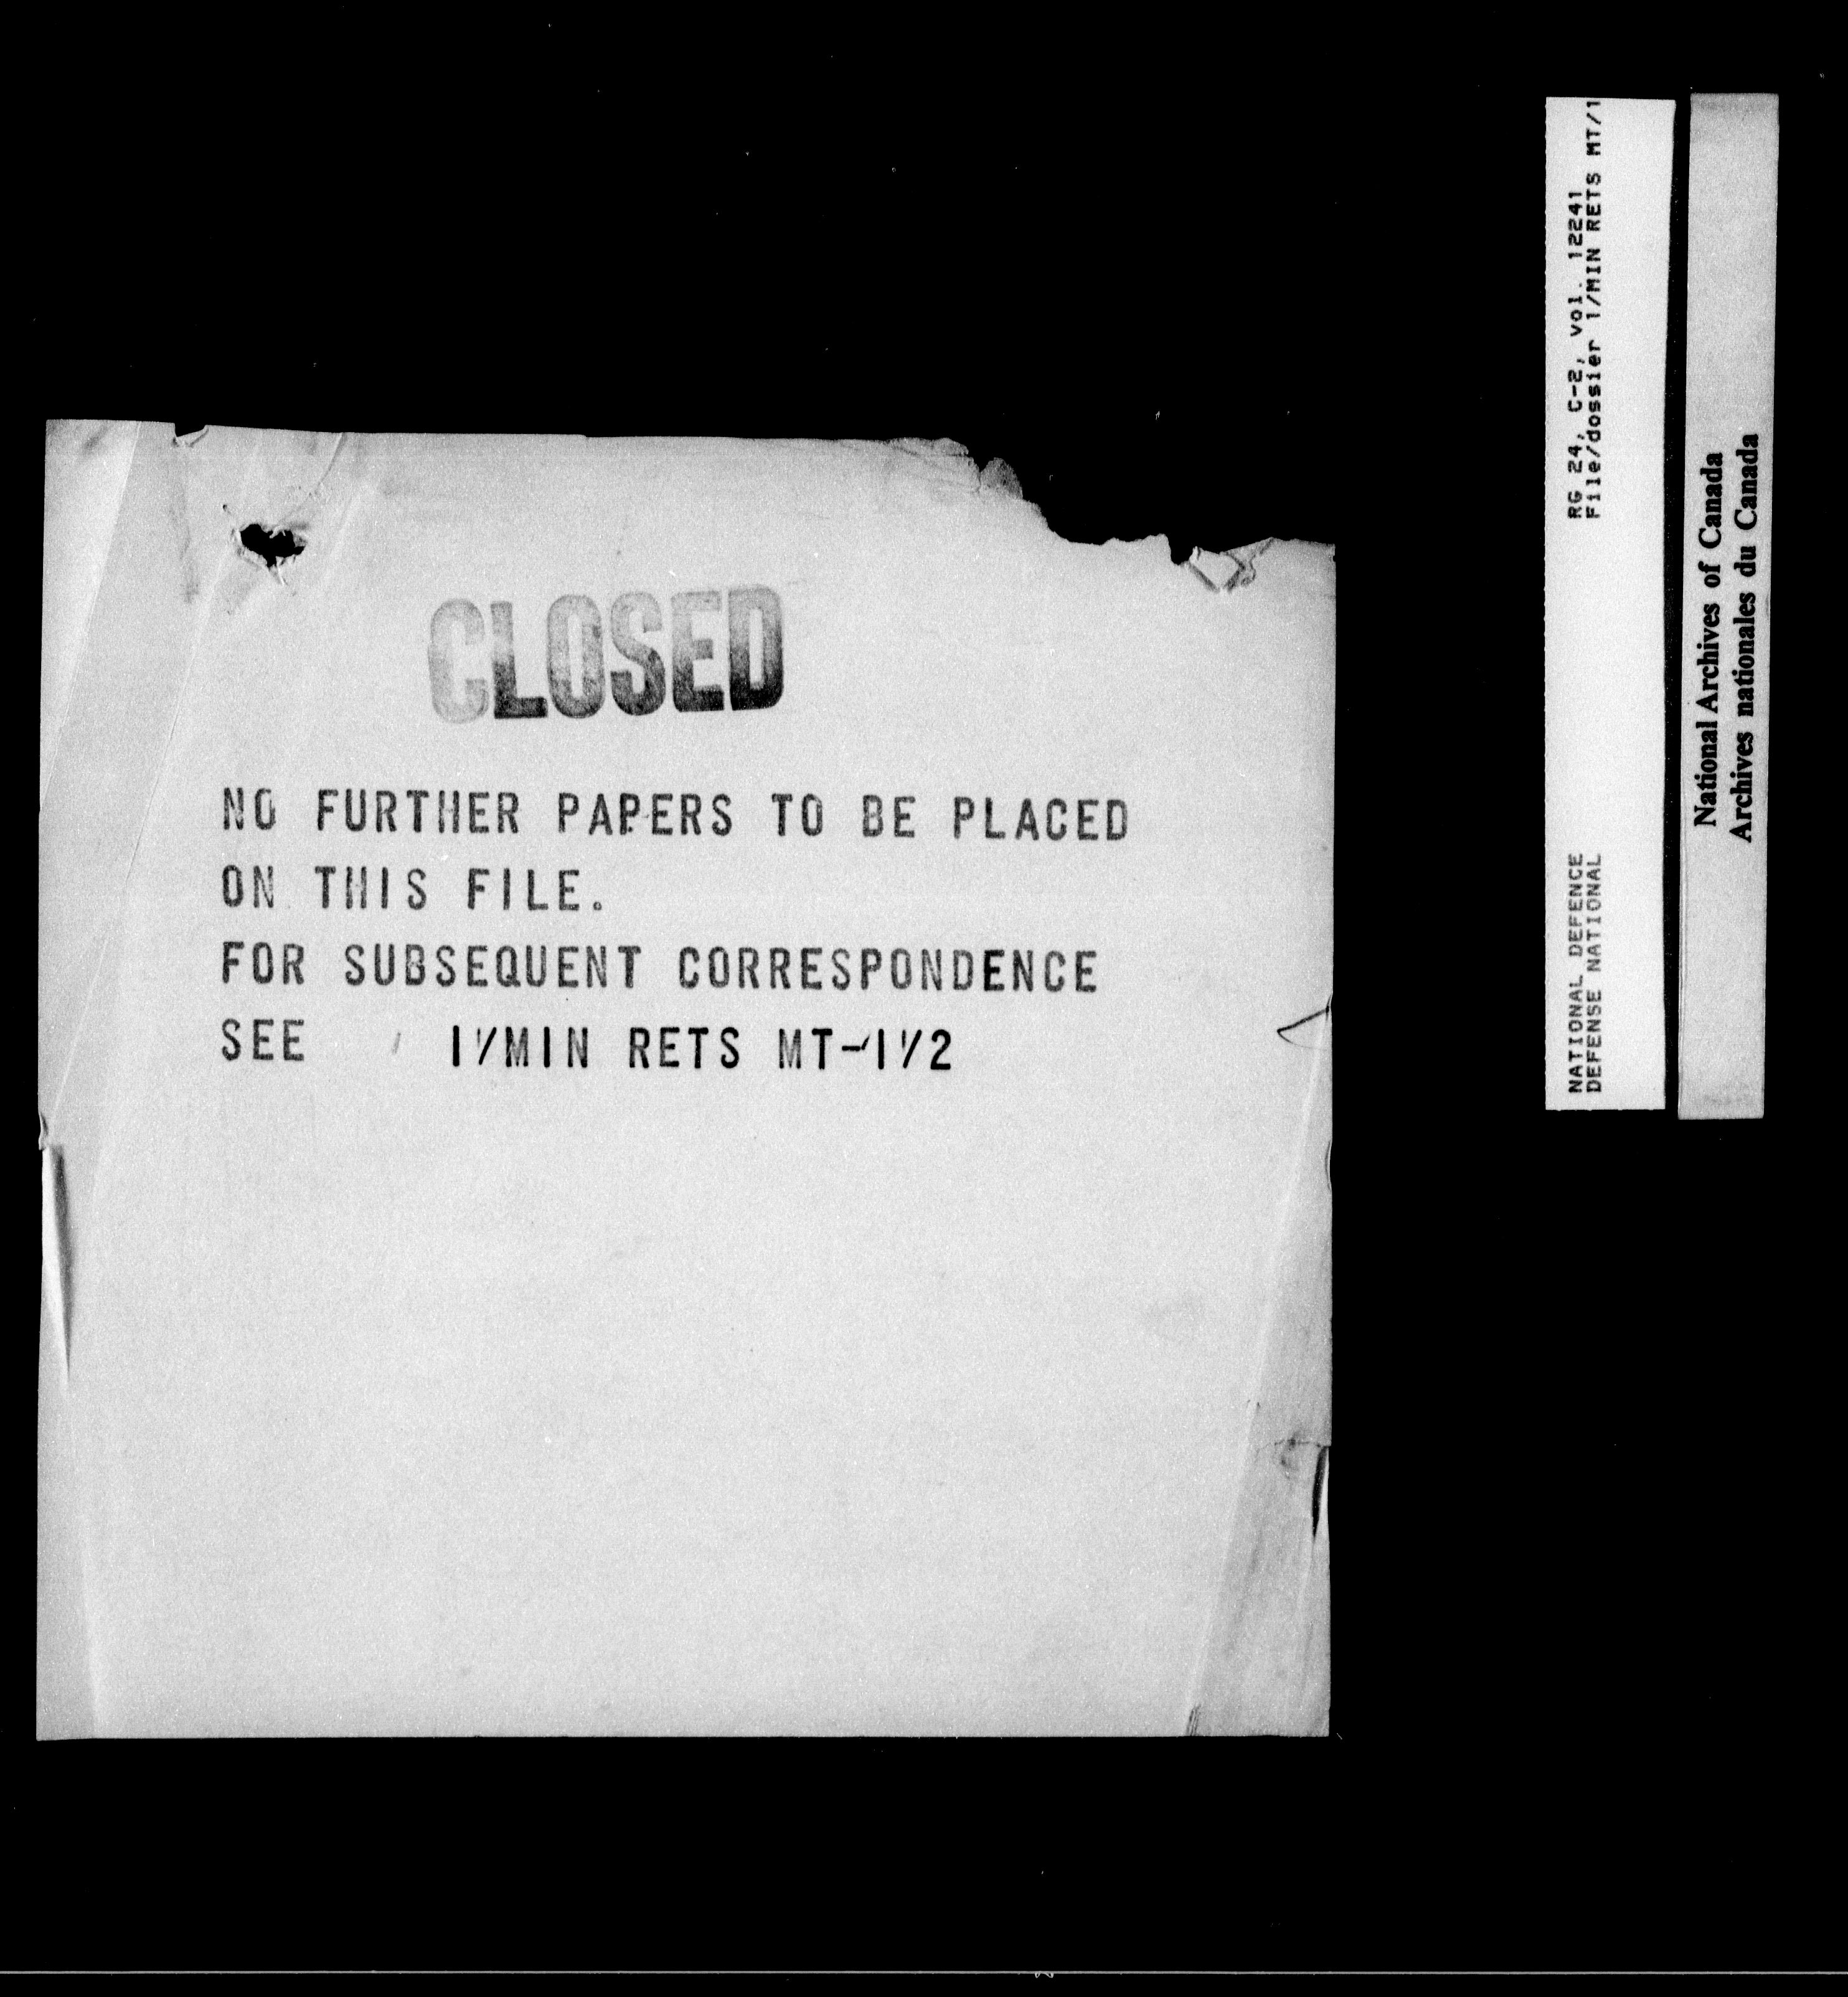 CLOSED
NO FURTHER PAPERS TO BE PLACED
ON THIS FILE.
FOR SUBSEQUENT CORRESPONDENCE
SEE 1/MIN RETS MT-1/2
RG 24, C-2, vol. 12241
File/dossier 1/MIN RETS MT/1
NATIONAL DEFENCE
DEFENSE NATIONAL
National Archives of Canada
Archives nationales du Canada